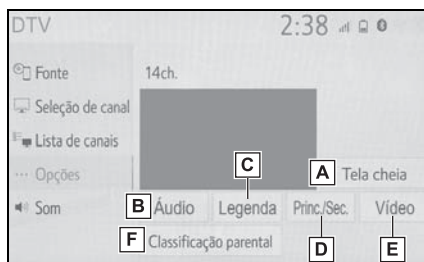 DTV 2:38
Fonte 14ch.
Seleção de canal
Lista de canais
C
A Tela cheia
... Opções
B Áudio Legenda Princ./Sec. Vídeo
Som
F Classificação parental
D E